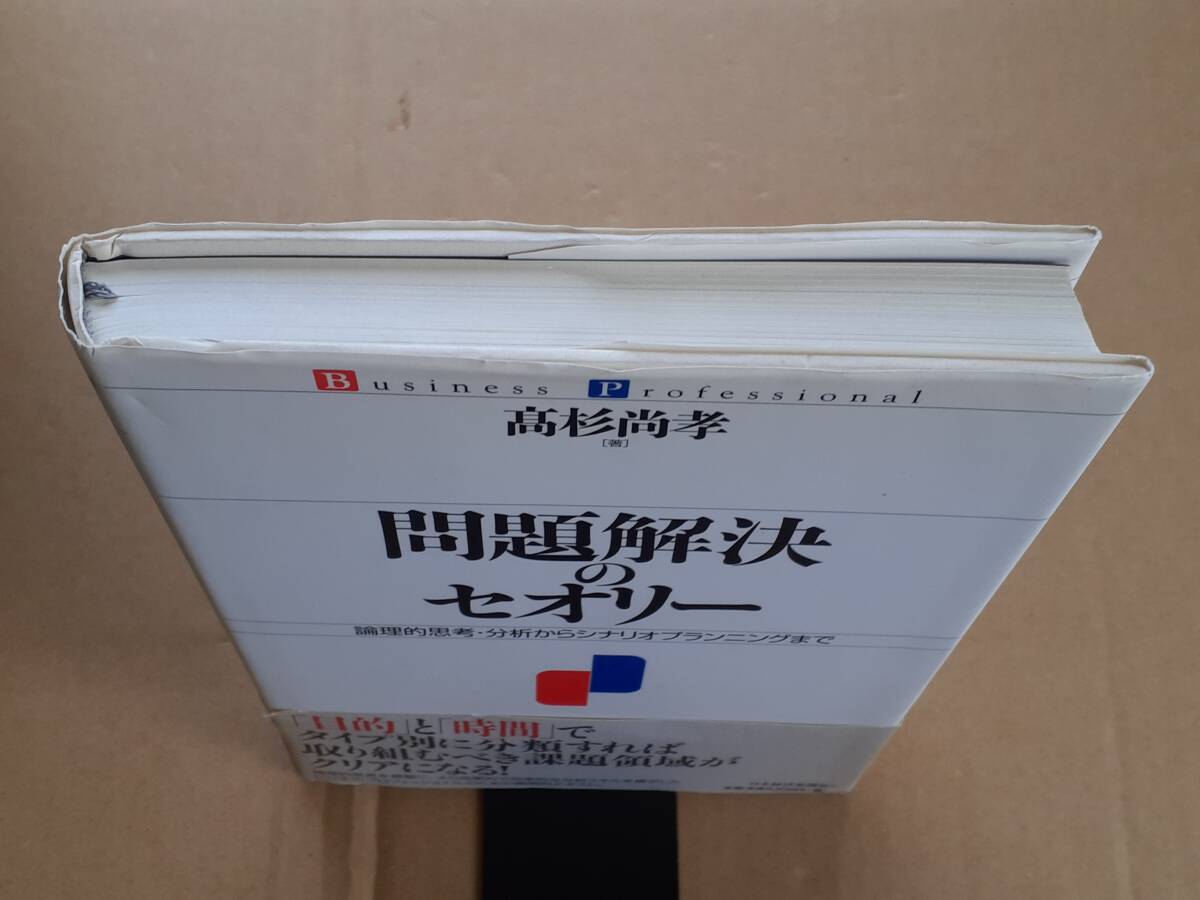 Business Professional
髙杉尚孝
[著]
問題解決
の
セオリー
論理的思考・分析からシナリオプランニングまで
「目的」と「時間」で
タイプ別に分類すれば
取り組むべき課題領域が
クリアになる!